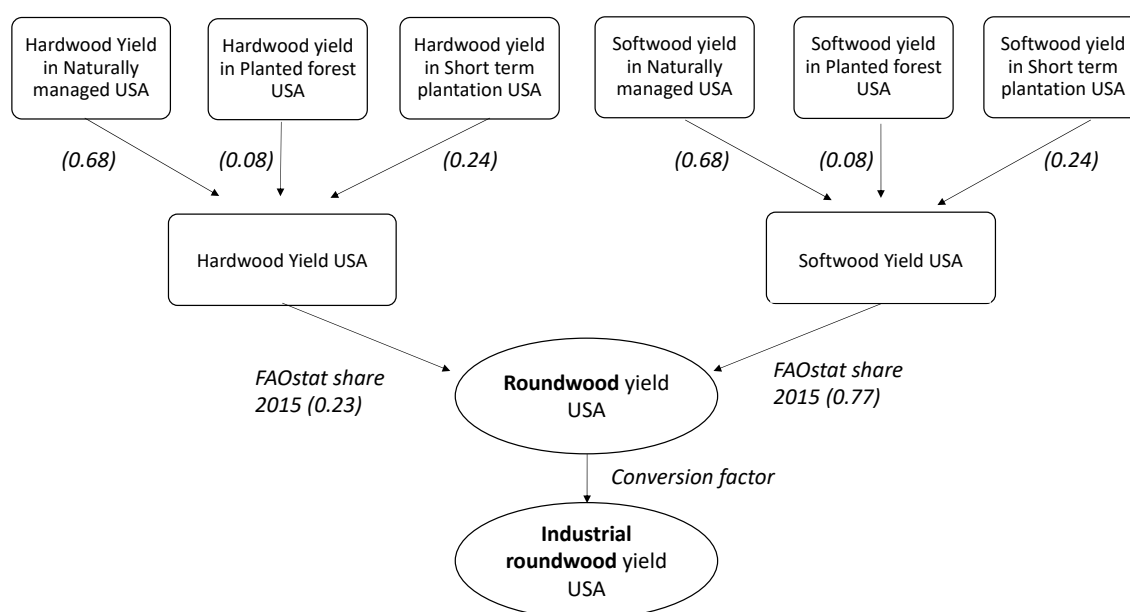 Hardwood Yield
in Naturally
managed USA
Hardwood yield
in Planted forest
USA
Hardwood yield
in Short term
plantation USA
Softwood yield
in Naturally
managed USA
Softwood yield
in Planted forest
USA
Softwood yield
in Short term
plantation USA
(0.68)
(0.08)
(0.24)
(0.68)
(0.08)
(0.24)
Hardwood Yield USA
Softwood Yield USA
FAOstat share
2015 (0.23)
Roundwood yield
USA
FAOstat share
2015 (0.77)
Conversion factor
Industrial
roundwood yield
USA